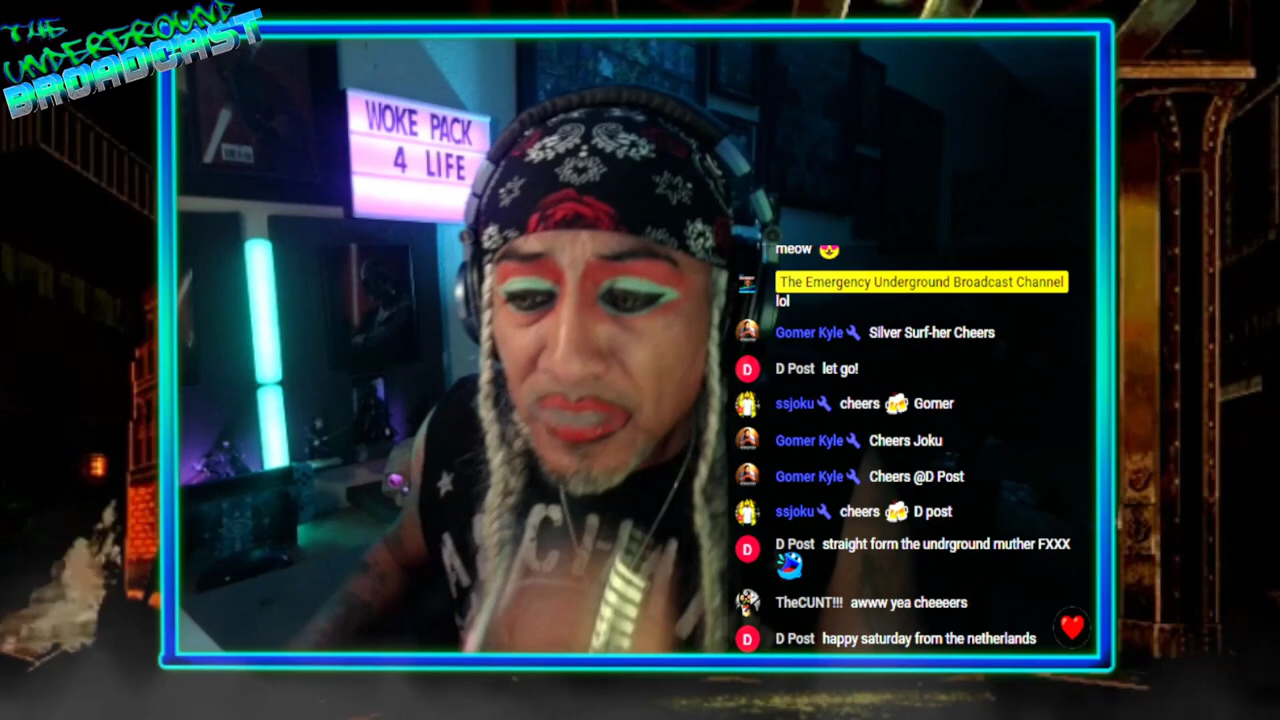 THE
UNDERGROUND
BROADCAST
WOKE PACK
4 LIFE
meow
The Emergency Underground Broadcast Channel
lol
Gomer Kyle Silver Surf-her Cheers
D Post let go!
ssjoku cheers Gomer
Gomer Kyle Cheers Joku
Gomer Kyle Cheers @D Post
ssjoku cheers D post
D D Post straight form the undrground muther FXXX
TheCUNT!!! awww yea cheeeers
D D Post happy saturday from the netherlands